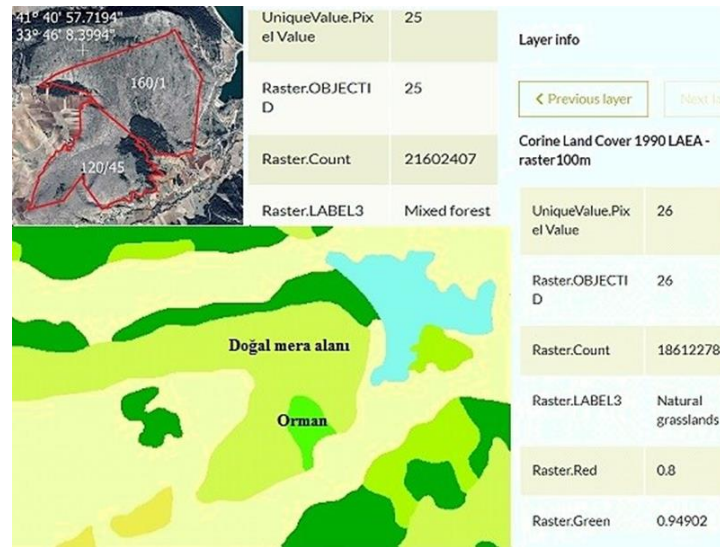 41° 40' 57.7194"
33° 46' 8.3994"
160/1
120/45
UniqueValue.Pix
el Value
25
Raster.OBJECTI
D
25
Raster.Count
21602407
Raster.LABEL3
Mixed forest
Layer info
Previous layer
Corine Land Cover 1990 LAEA -
raster100m
UniqueValue.Pix
el Value
26
Raster.OBJECTI
D
26
Raster.Count
18612278
Raster.LABEL3
Natural
grasslands
Raster.Red
0.8
Raster.Green
0.94902
Doğal mera alanı
Orman